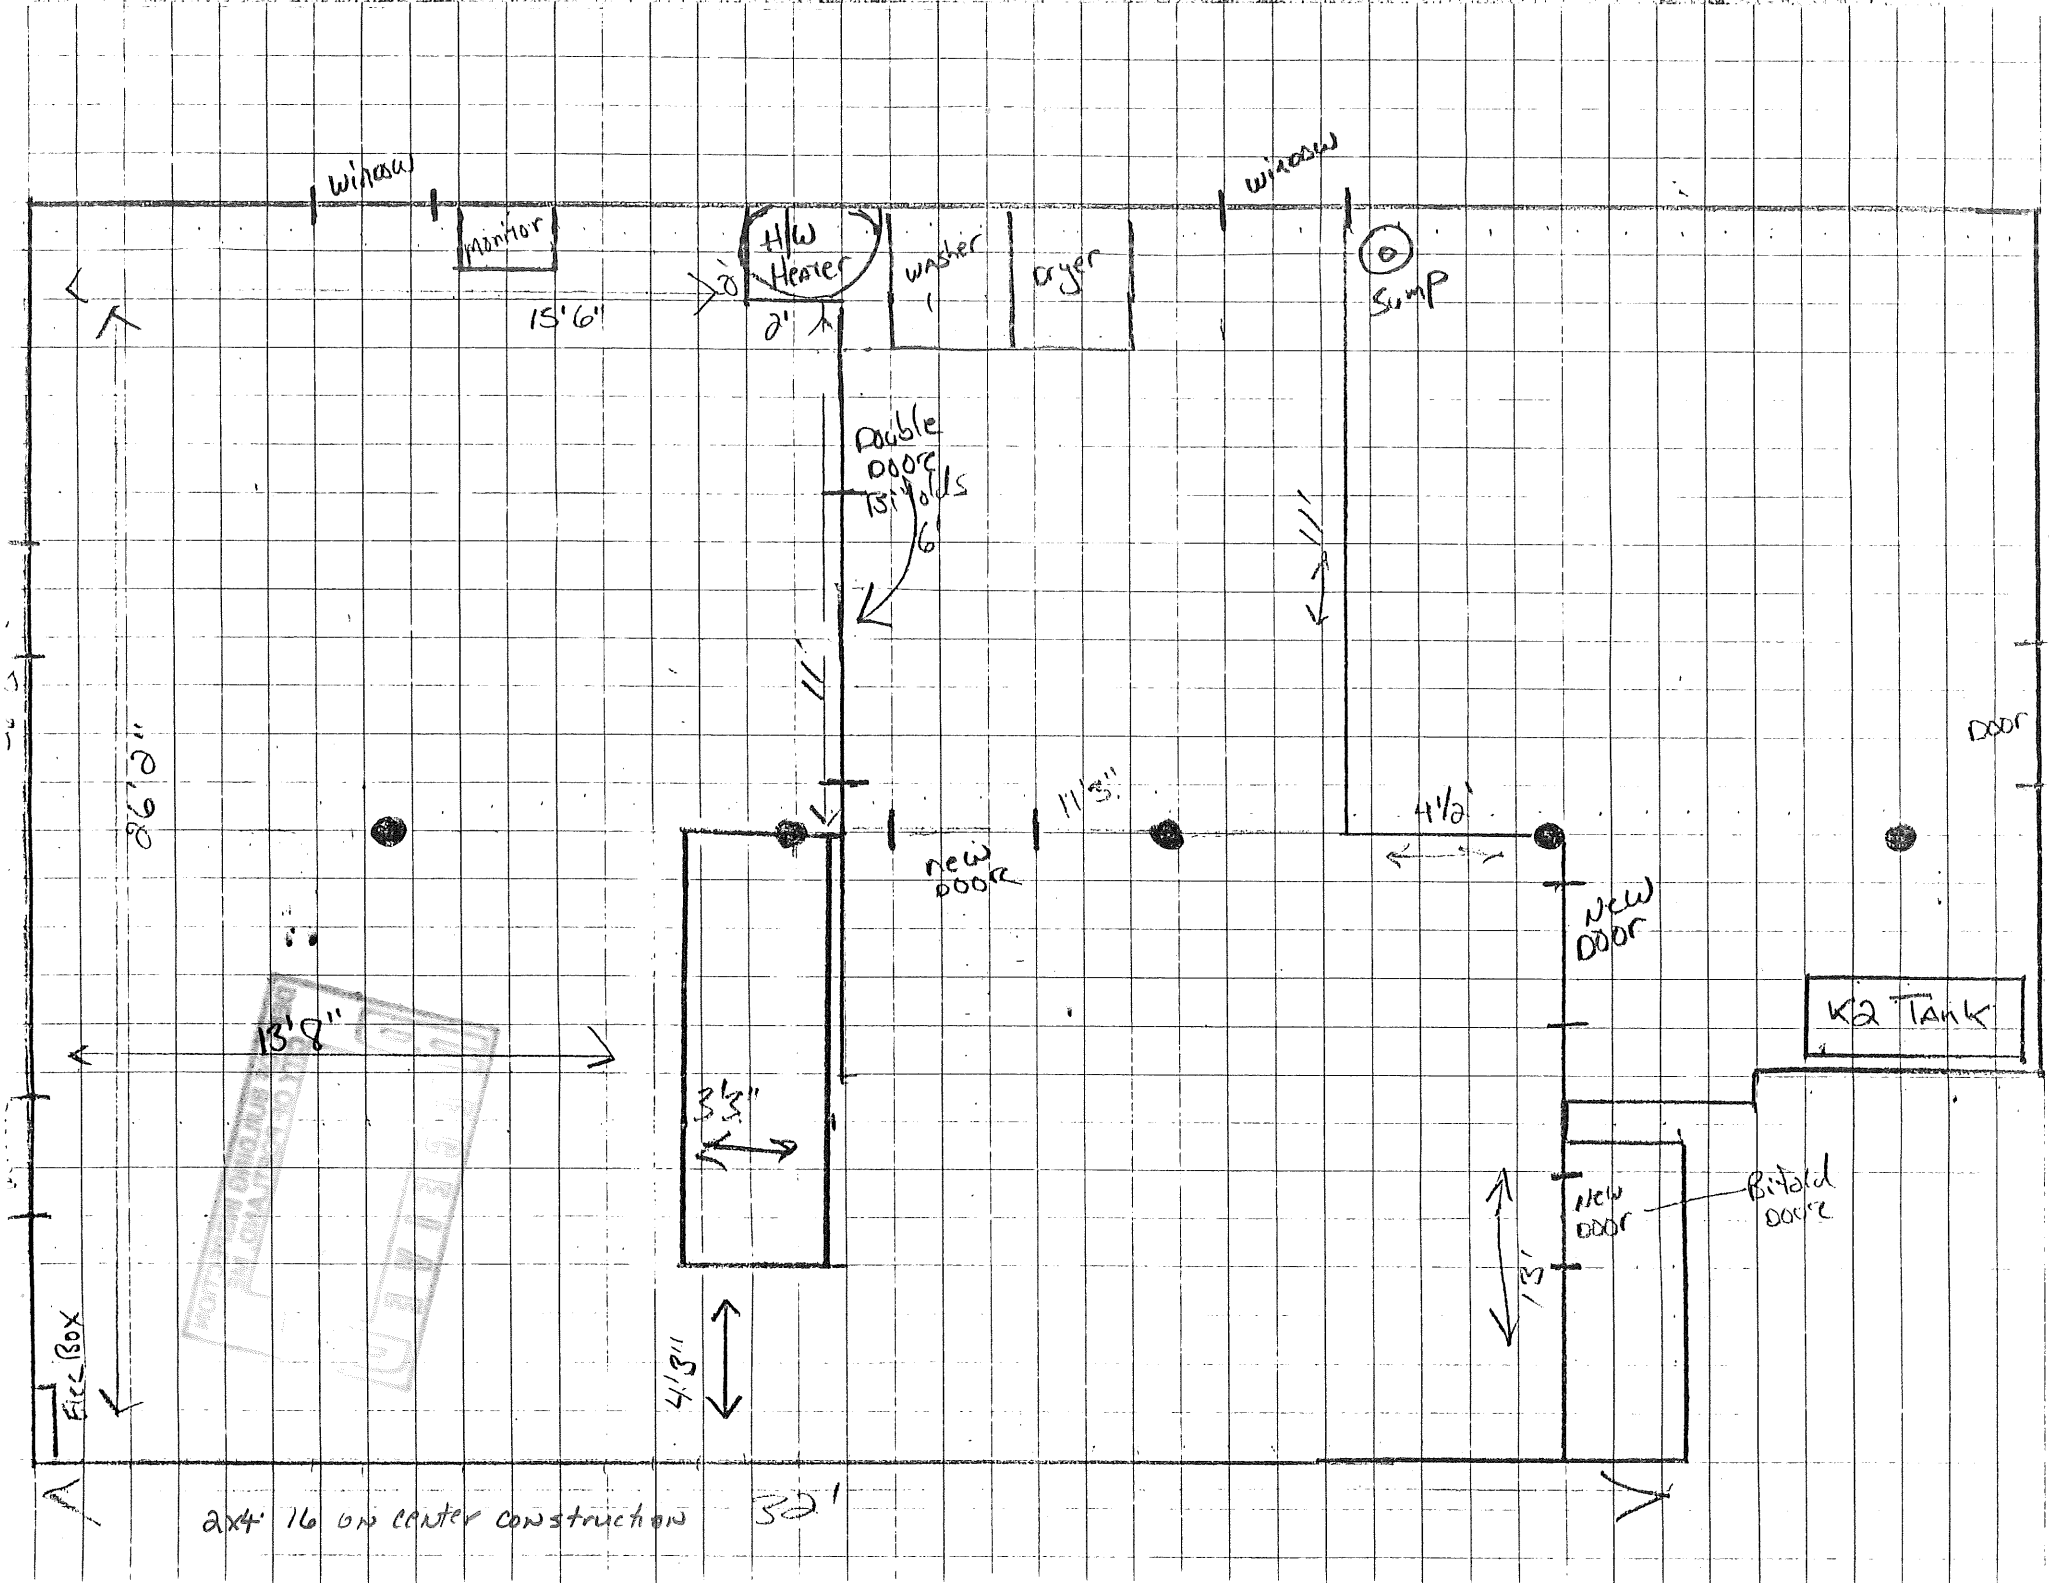 Window
Window
Monitior
H/W
Heater
washer
Dryer
Sump
2'
15'6"
2'
Double
Door
Bifolds
6'
11'
11'
Door
26'2"
11'3"
4 1/2'
new
Door
New
Door
K2 Tank
13'8"
3'3"
New
Door
Bifold
Door
13'
4'3"
Elec Box
2x4' 16 on center construction
32'